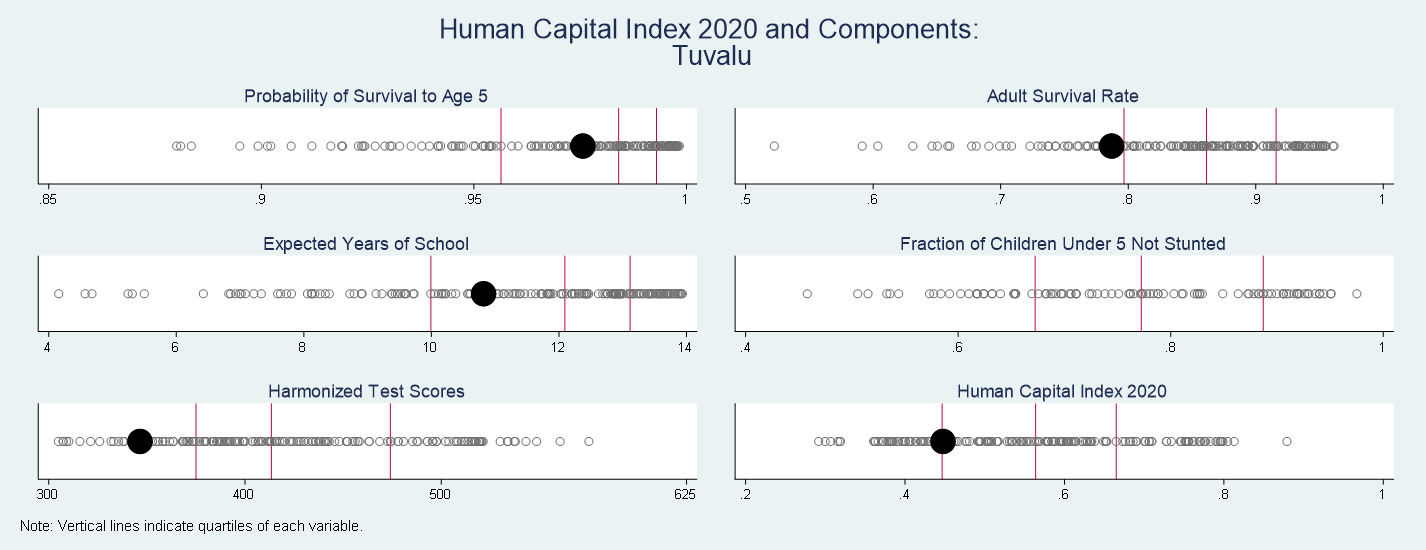 Human Capital Index 2020 and Components:
Tuvalu
Probability of Survival to Age 5
.85 .9 .95 1
Adult Survival Rate
.5 .6 .7 .8 .9 1
Expected Years of School
4 6 8 10 12 14
Fraction of Children Under 5 Not Stunted
.4 .6 .8 1
Harmonized Test Scores
300 400 500 625
Human Capital Index 2020
.2 .4 .6 .8 1
Note: Vertical lines indicate quartiles of each variable.